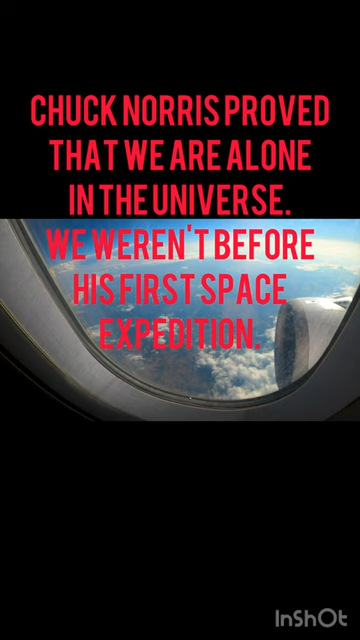 CHUCK NORRIS PROVED
THAT WE ARE ALONE
IN THE UNIVERSE.
WE WEREN'T BEFORE
HIS FIRST SPACE
EXPEDITION.
InShOt